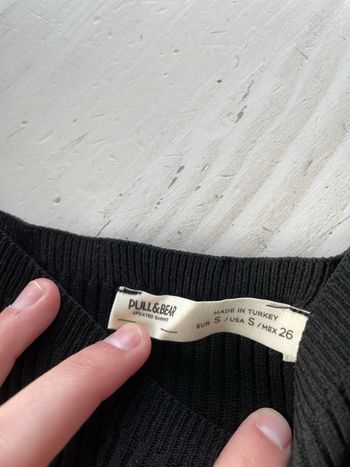 PULL&BEAR
UPDATED BASIC
MADE IN TURKEY
EUR S / USA S / MEX 26